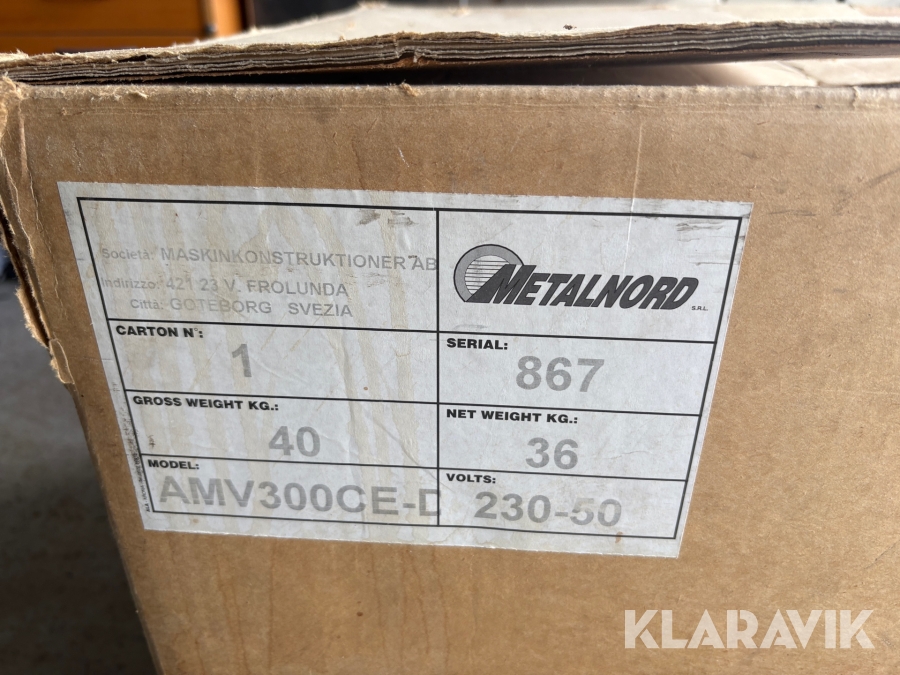 Società: MASKINKONSTRUKTIONER AB
Indirizzo: 421 23 V. FROLUNDA
Città: GOTEBORG SVEZIA
METALNORD S.R.L.
CARTON N°:
1
SERIAL:
867
GROSS WEIGHT KG.:
40
NET WEIGHT KG.:
36
MODEL:
AMV300CE-D
VOLTS:
230-50
KLARAVIK